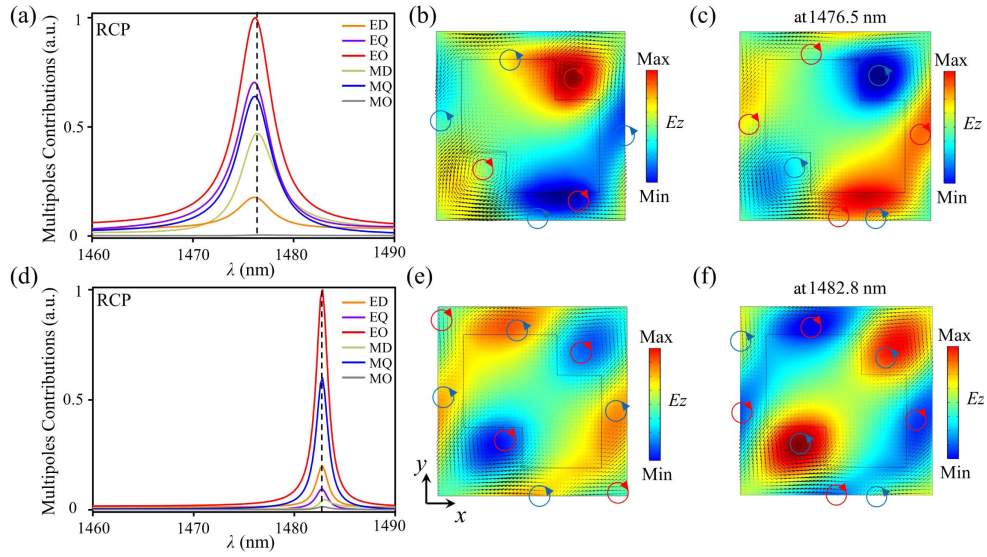 (a)
RCP
Multipoles Contributions (a.u.)
1
0.5
0
1460
1470
1480
1490
λ (nm)
ED
EQ
EO
MD
MQ
MO
(b)
Max
Ez
Min
(c)
at 1476.5 nm
Max
Ez
Min
(d)
RCP
Multipoles Contributions (a.u.)
1
0.5
0
1460
1470
1480
1490
λ (nm)
ED
EQ
EO
MD
MQ
MO
(e)
y
x
Max
Ez
Min
(f)
at 1482.8 nm
Max
Ez
Min